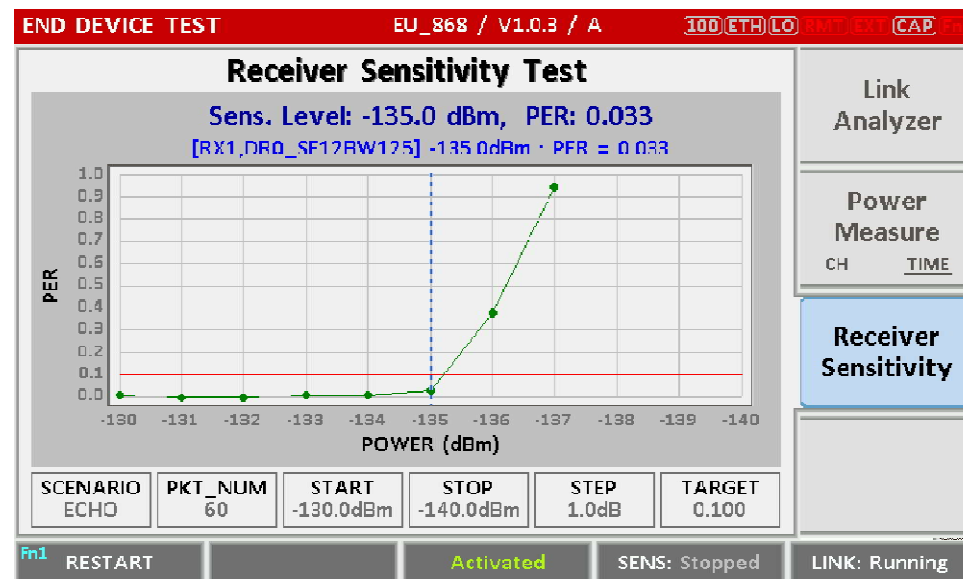 END DEVICE TEST EU_868 / V1.0.3 / A 100 ETH LO RMT EXT CAP Fn
Receiver Sensitivity Test
Sens. Level: -135.0 dBm, PER: 0.033
[RX1,DR0_SF12BW125] -135.0dBm : PER = 0.033
1.0
0.9
0.8
0.7
0.6
0.5
0.4
0.3
0.2
0.1
0.0
PER
-130 -131 -132 -133 -134 -135 -136 -137 -138 -139 -140
POWER (dBm)
SCENARIO
ECHO
PKT_NUM
60
START
-130.0dBm
STOP
-140.0dBm
STEP
1.0dB
TARGET
0.100
Link
Analyzer
Power
Measure
CH TIME
Receiver
Sensitivity
Fn1 RESTART
Activated
SENS: Stopped
LINK: Running